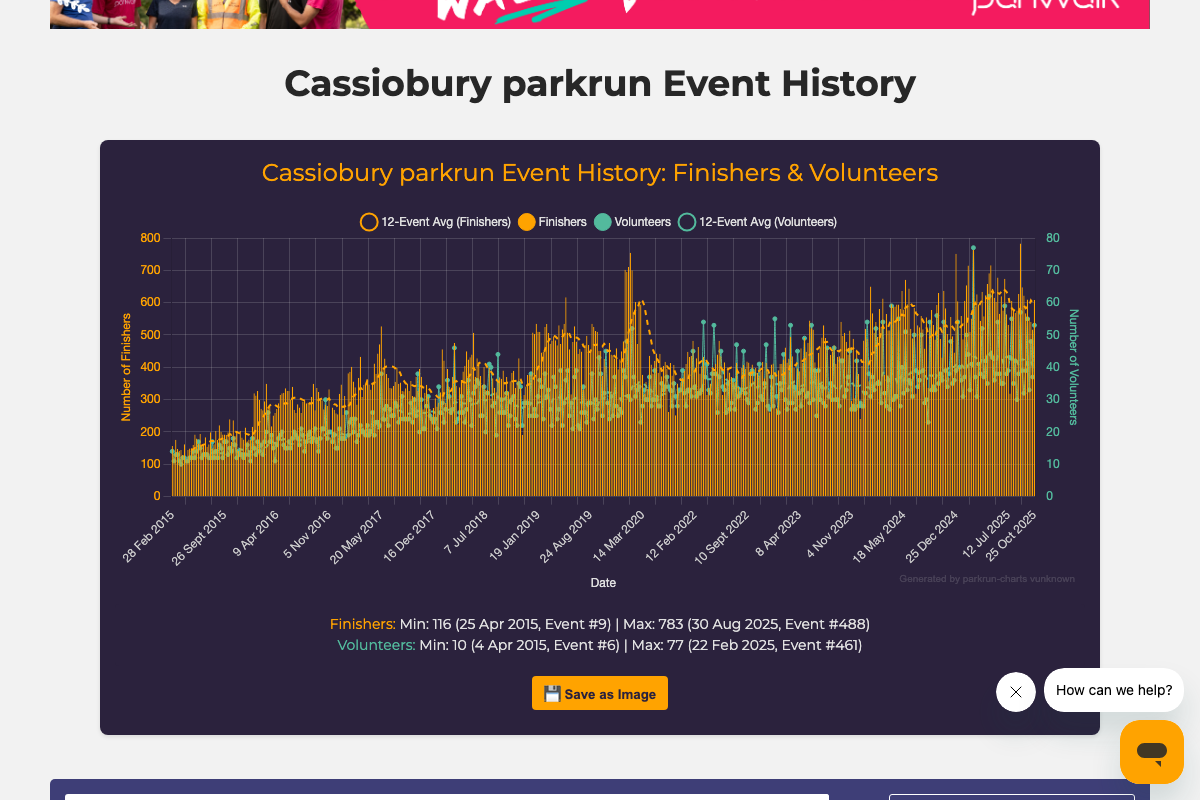 Cassiobury parkrun Event History
Cassiobury parkrun Event History: Finishers & Volunteers
12-Event Avg (Finishers) Finishers Volunteers 12-Event Avg (Volunteers)
800 80
700 70
600 60
500 50
400 40
300 30
200 20
100 10
0 0
Number of Finishers
Number of Volunteers
28 Feb 2015 26 Sept 2015 9 Apr 2016 5 Nov 2016 20 May 2017 16 Dec 2017 7 Jul 2018 19 Jan 2019 24 Aug 2019 14 Mar 2020 12 Feb 2022 10 Sept 2022 8 Apr 2023 4 Nov 2023 18 May 2024 25 Dec 2024 12 Jul 2025 25 Oct 2025
Date
Generated by parkrun-charts vunknown
Finishers: Min: 116 (25 Apr 2015, Event #9) | Max: 783 (30 Aug 2025, Event #488)
Volunteers: Min: 10 (4 Apr 2015, Event #6) | Max: 77 (22 Feb 2025, Event #461)
💾 Save as Image
How can we help?